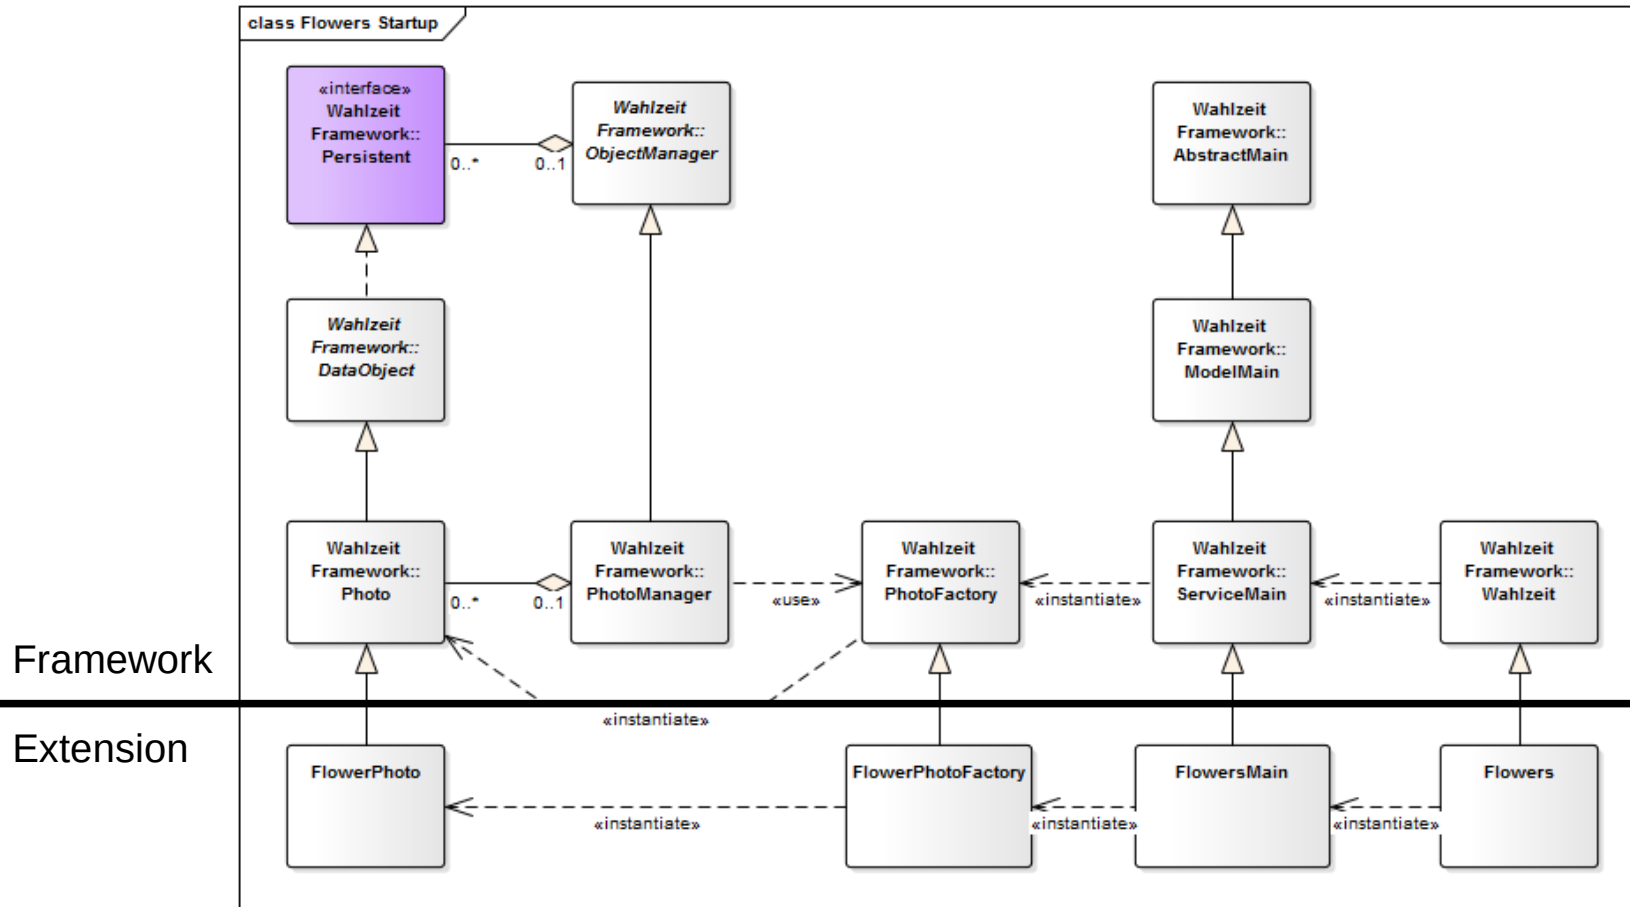 class Flowers Startup
«interface»
Wahlzeit
Framework::
Persistent
0..*
0..1
Wahlzeit
Framework::
ObjectManager
Wahlzeit
Framework::
AbstractMain
Wahlzeit
Framework::
DataObject
Wahlzeit
Framework::
ModelMain
Wahlzeit
Framework::
Photo
0..*
0..1
Wahlzeit
Framework::
PhotoManager
«use»
Wahlzeit
Framework::
PhotoFactory
«instantiate»
Wahlzeit
Framework::
ServiceMain
«instantiate»
Wahlzeit
Framework::
Wahlzeit
Framework
«instantiate»
Extension
FlowerPhoto
«instantiate»
FlowerPhotoFactory
«instantiate»
FlowersMain
«instantiate»
Flowers